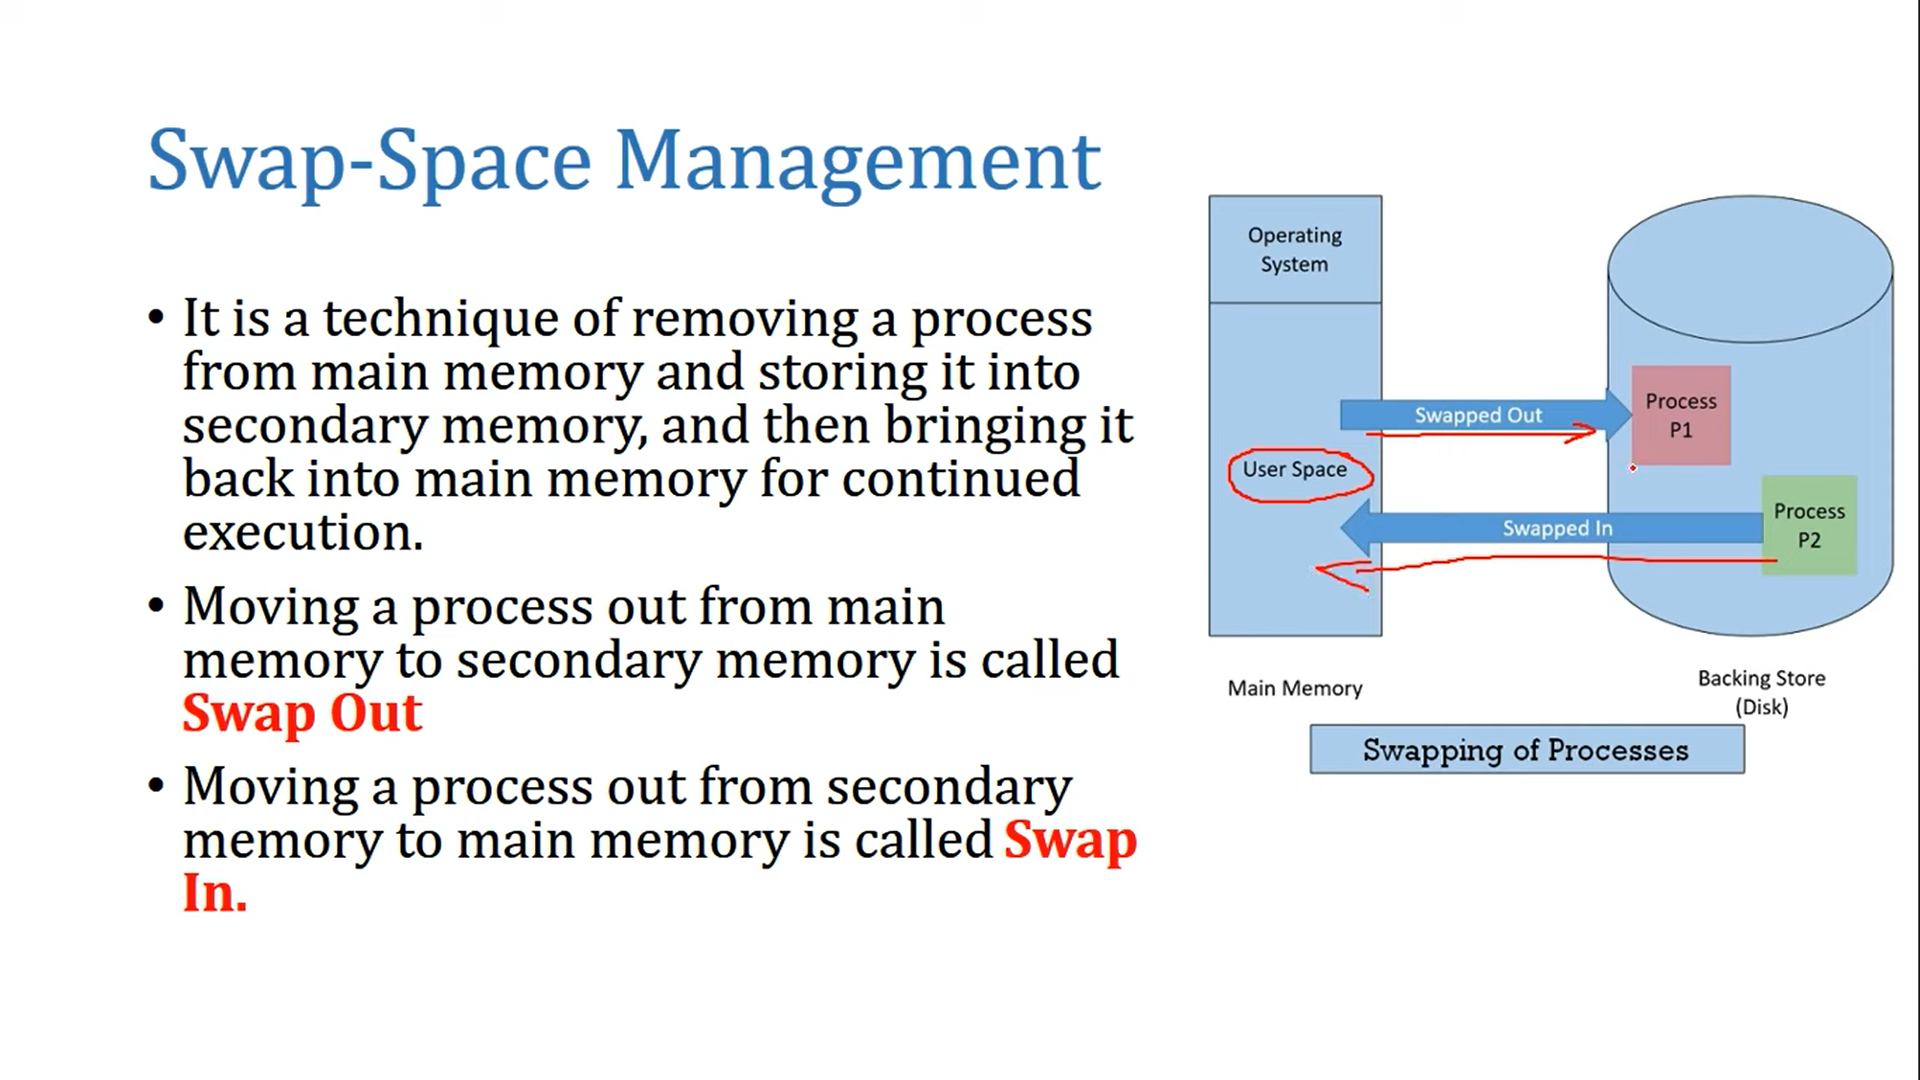 Swap-Space Management
• It is a technique of removing a process
from main memory and storing it into
secondary memory, and then bringing it
back into main memory for continued
execution.
• Moving a process out from main
memory to secondary memory is called
Swap Out
• Moving a process out from secondary
memory to main memory is called Swap
In.
Operating
System
Swapped Out
Process
P1
User Space
Swapped In
Process
P2
Main Memory
Backing Store
(Disk)
Swapping of Processes